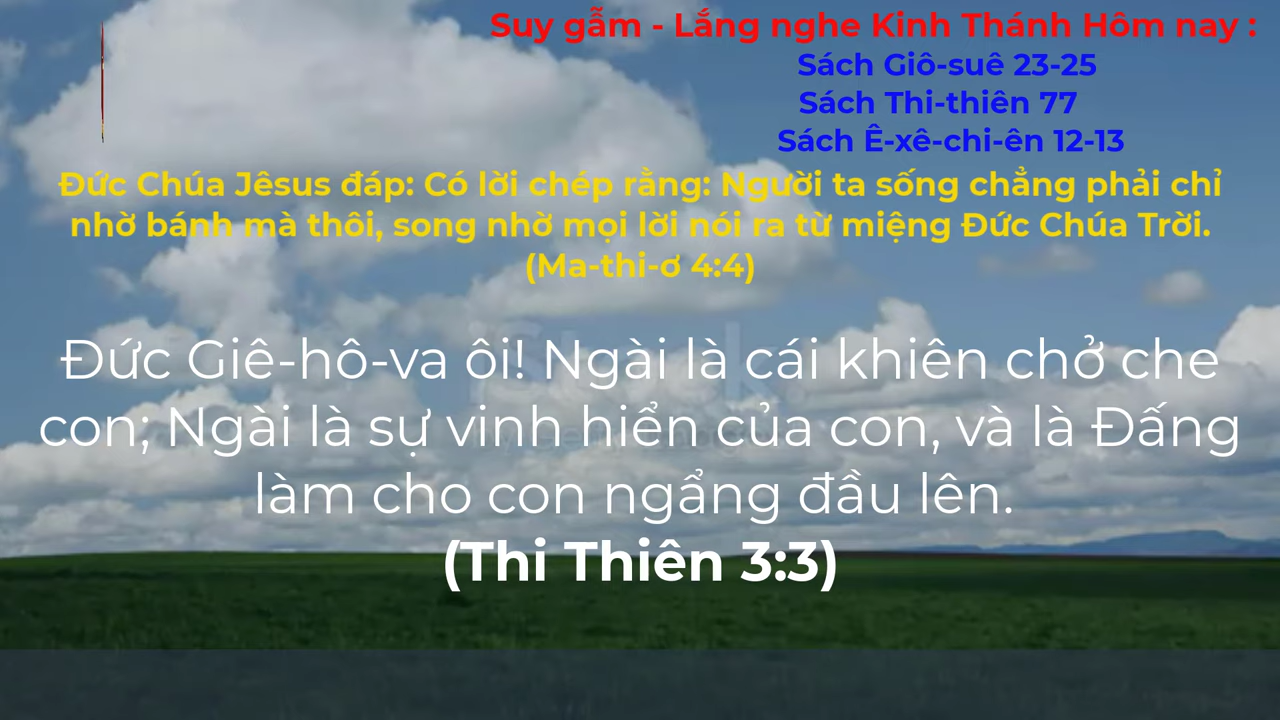 Suy gẫm - Lắng nghe Kinh Thánh Hôm nay :
Sách Giô-suê 23-25
Sách Thi-thiên 77
Sách Ê-xê-chi-ên 12-13
Đức Chúa Jêsus đáp: Có lời chép rằng: Người ta sống chẳng phải chỉ
nhờ bánh mà thôi, song nhờ mọi lời nói ra từ miệng Đức Chúa Trời.
(Ma-thi-ơ 4:4)
Đức Giê-hô-va ôi! Ngài là cái khiên chở che
con; Ngài là sự vinh hiển của con, và là Đấng
làm cho con ngẩng đầu lên.
(Thi Thiên 3:3)